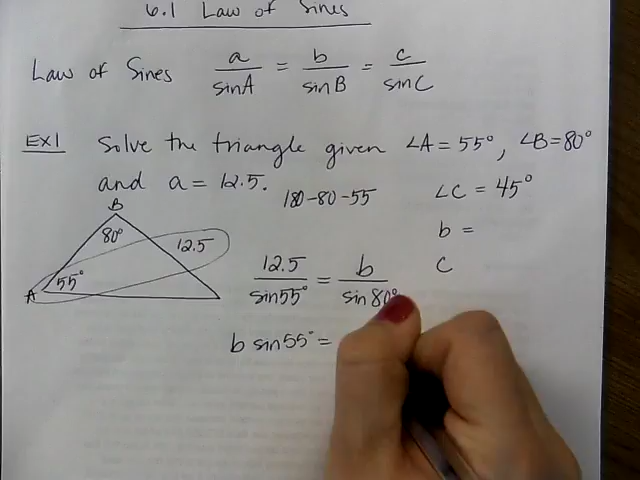 6.1 Law of Sines
Law of Sines a/sinA = b/sinB = c/sinC
EX1 Solve the triangle given ∠A = 55°, ∠B = 80°
and a = 12.5.
180-80-55
∠C = 45°
b =
c
B
80°
12.5
55°
A
12.5/sin55° = b/sin80°
b sin55° =